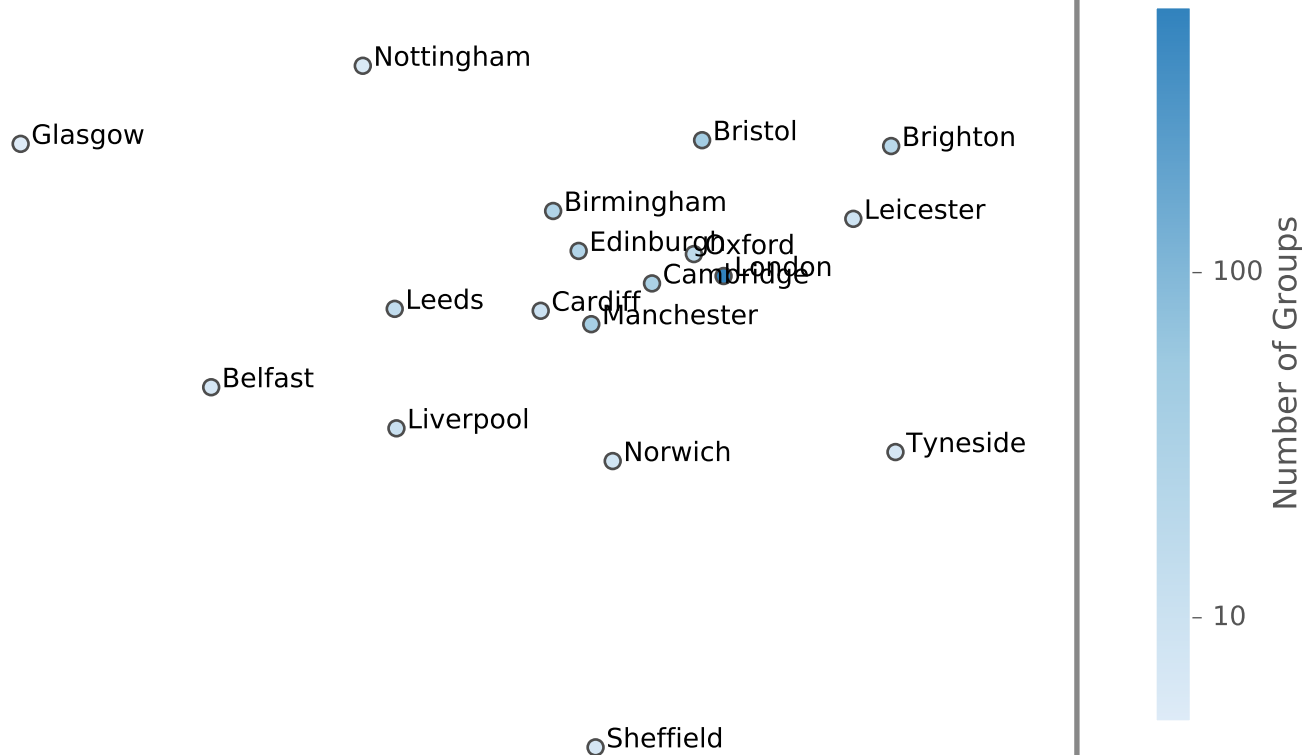 Nottingham
Glasgow
Bristol
Brighton
Birmingham
Leicester
Edinburgh
Oxford
London
Cambridge
Leeds
Cardiff
Manchester
Belfast
Liverpool
Norwich
Tyneside
Sheffield
100
10
Number of Groups